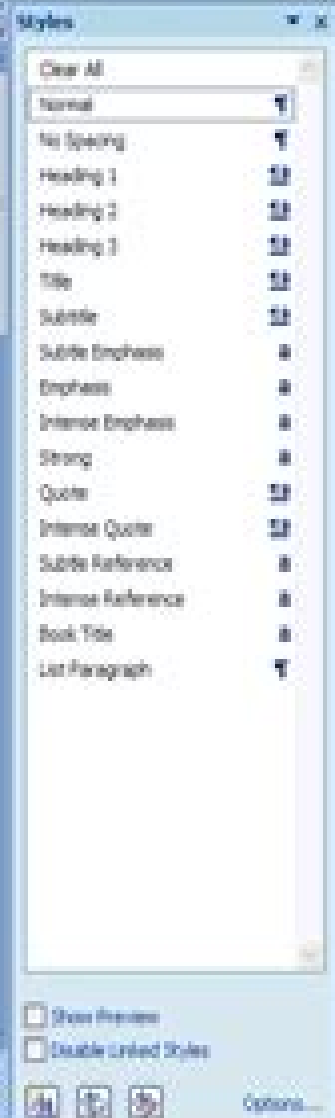 Styles
Clear All
Normal ¶
No Spacing ¶
Heading 1 ¶a
Heading 2 ¶a
Heading 3 ¶a
Title ¶a
Subtitle ¶a
Subtle Emphasis a
Emphasis a
Intense Emphasis a
Strong a
Quote ¶a
Intense Quote ¶a
Subtle Reference a
Intense Reference a
Book Title a
List Paragraph ¶
Show Preview
Disable Linked Styles
Options...